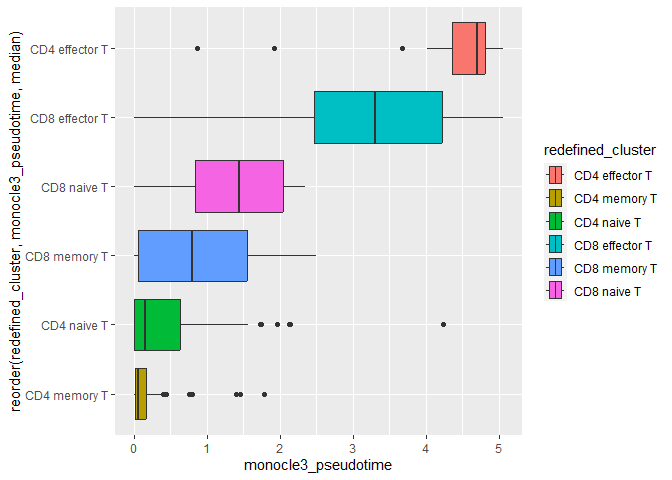 reorder(redefined_cluster, monocle3_pseudotime, median)
CD4 effector T
CD8 effector T
CD8 naive T
CD8 memory T
CD4 naive T
CD4 memory T
0 1 2 3 4 5
monocle3_pseudotime
redefined_cluster
CD4 effector T
CD4 memory T
CD4 naive T
CD8 effector T
CD8 memory T
CD8 naive T